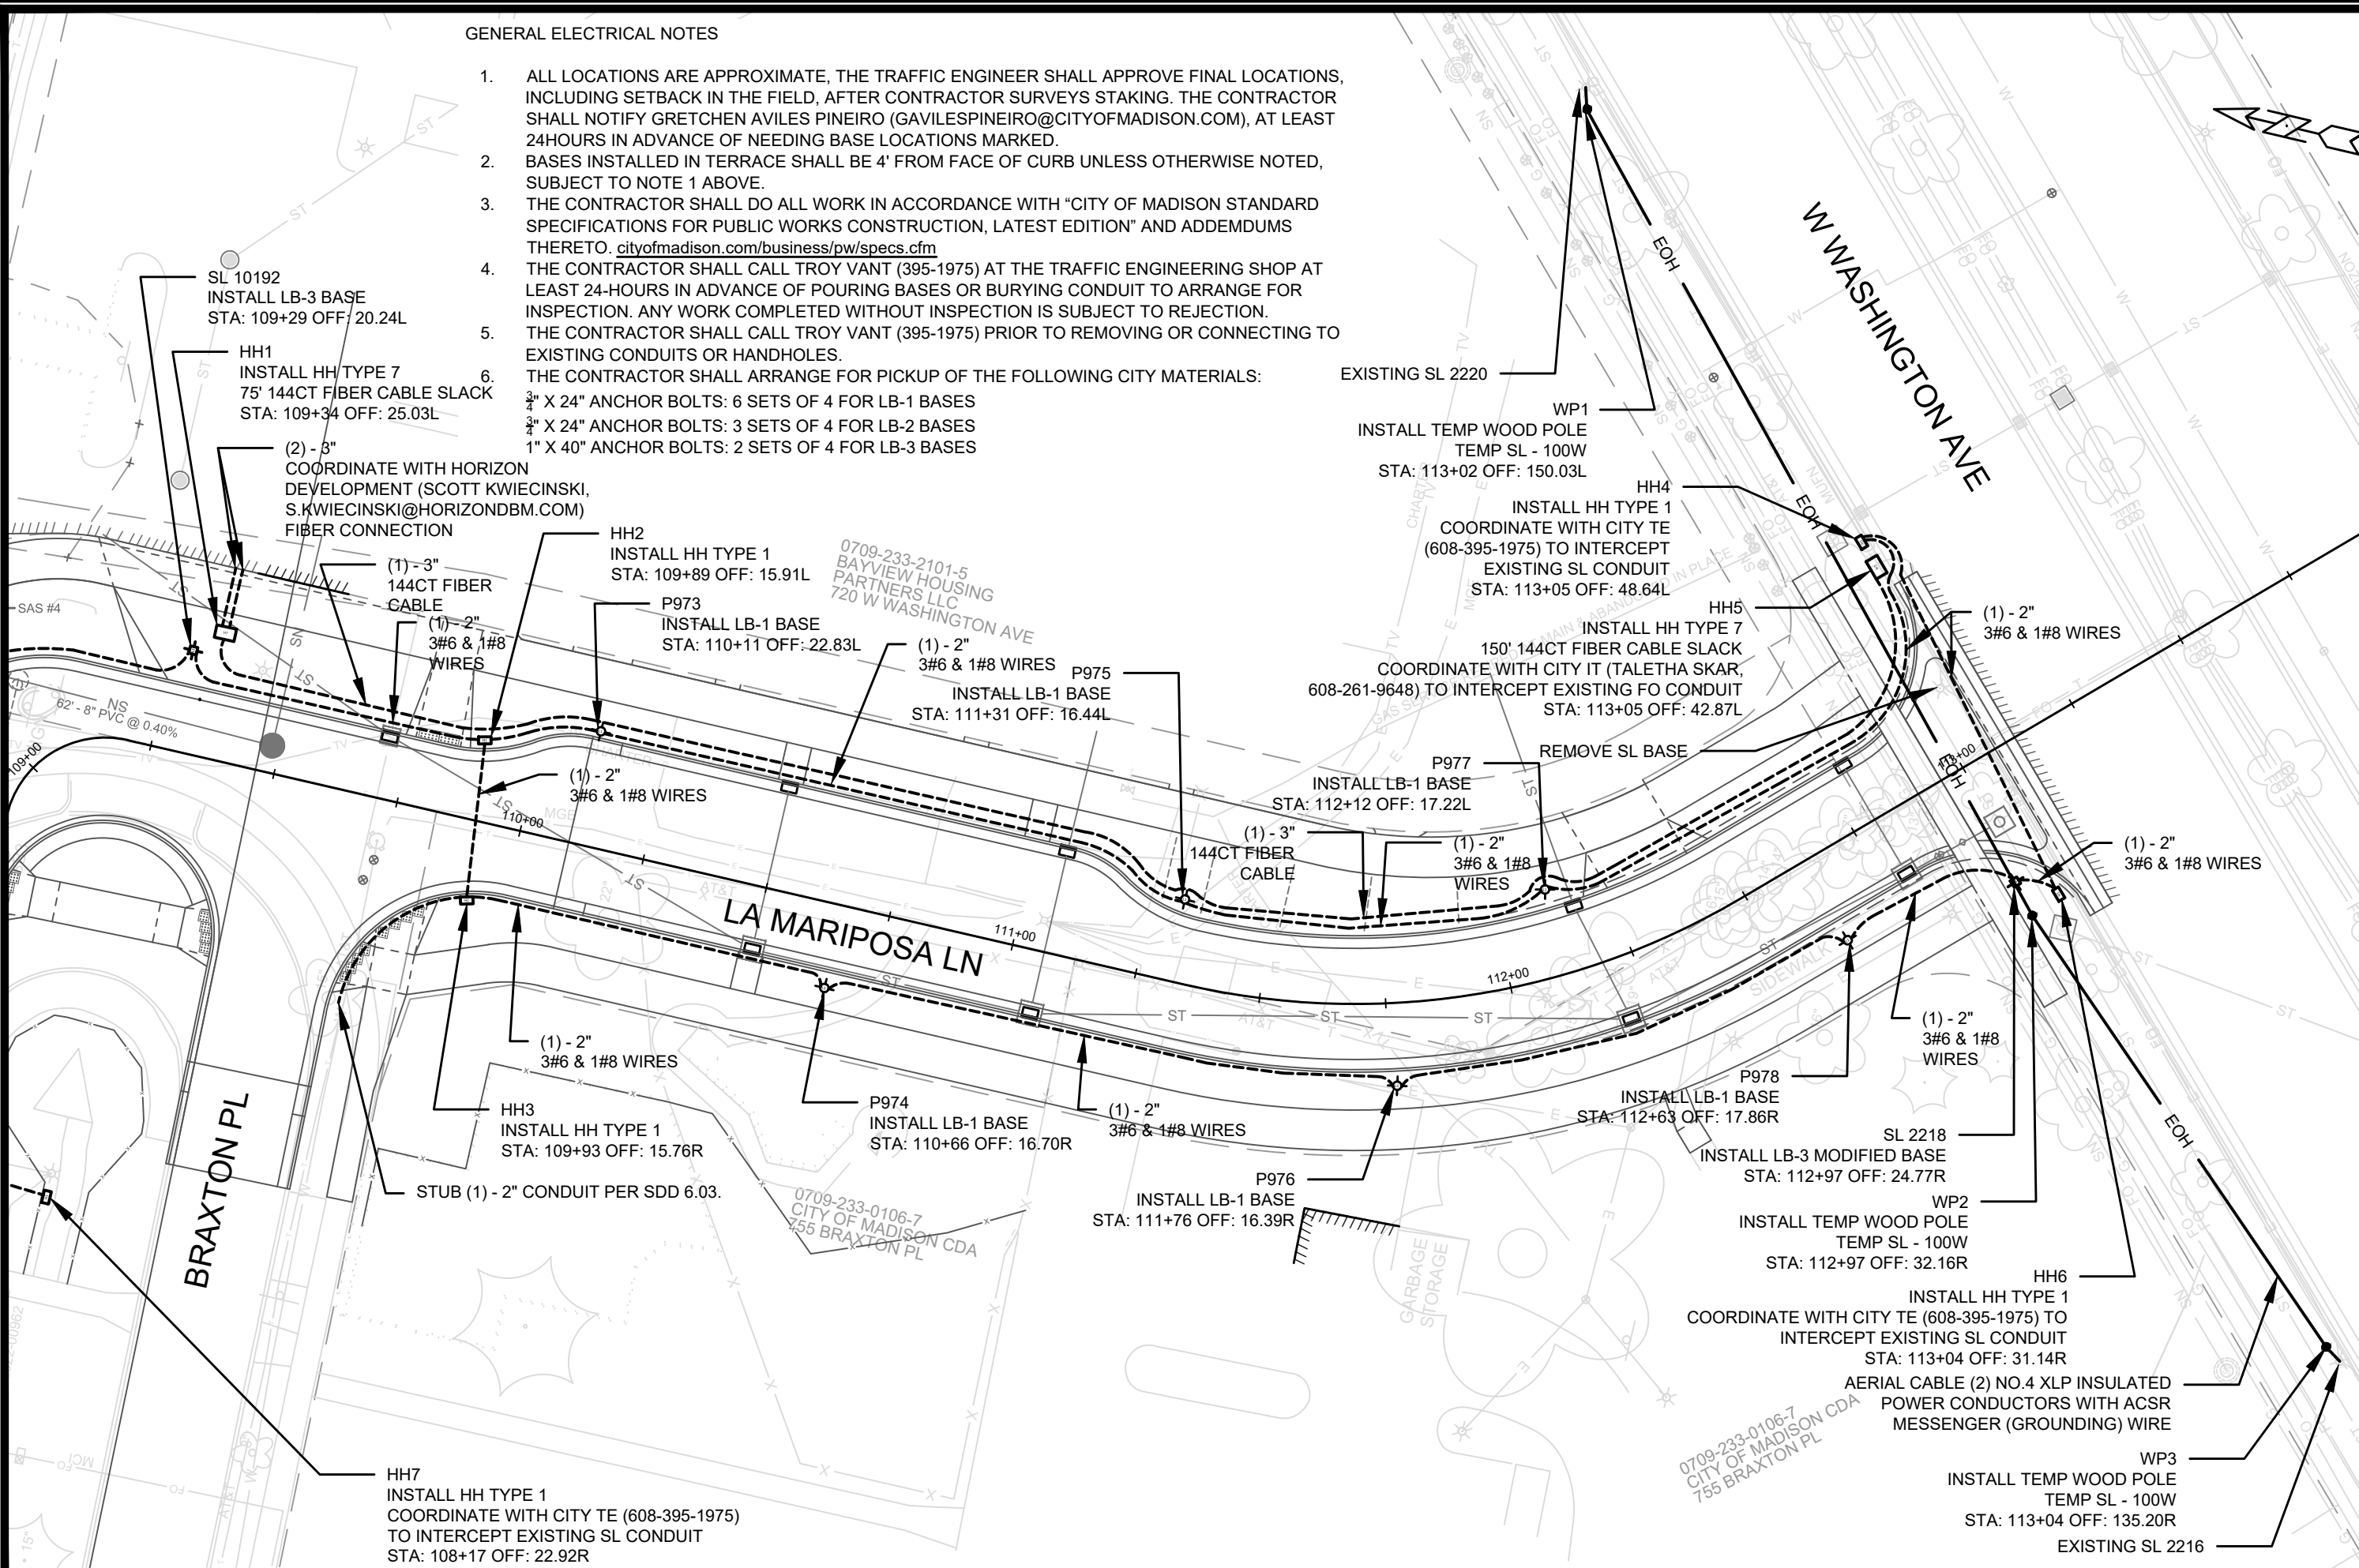 GENERAL ELECTRICAL NOTES
1. ALL LOCATIONS ARE APPROXIMATE, THE TRAFFIC ENGINEER SHALL APPROVE FINAL LOCATIONS,
INCLUDING SETBACK IN THE FIELD, AFTER CONTRACTOR SURVEYS STAKING. THE CONTRACTOR
SHALL NOTIFY GRETCHEN AVILES PINEIRO (GAVILESPINEIRO@CITYOFMADISON.COM), AT LEAST
24HOURS IN ADVANCE OF NEEDING BASE LOCATIONS MARKED.
2. BASES INSTALLED IN TERRACE SHALL BE 4' FROM FACE OF CURB UNLESS OTHERWISE NOTED,
SUBJECT TO NOTE 1 ABOVE.
3. THE CONTRACTOR SHALL DO ALL WORK IN ACCORDANCE WITH “CITY OF MADISON STANDARD
SPECIFICATIONS FOR PUBLIC WORKS CONSTRUCTION, LATEST EDITION” AND ADDEMDUMS
THERETO. cityofmadison.com/business/pw/specs.cfm
4. THE CONTRACTOR SHALL CALL TROY VANT (395-1975) AT THE TRAFFIC ENGINEERING SHOP AT
LEAST 24-HOURS IN ADVANCE OF POURING BASES OR BURYING CONDUIT TO ARRANGE FOR
INSPECTION. ANY WORK COMPLETED WITHOUT INSPECTION IS SUBJECT TO REJECTION.
5. THE CONTRACTOR SHALL CALL TROY VANT (395-1975) PRIOR TO REMOVING OR CONNECTING TO
EXISTING CONDUITS OR HANDHOLES.
6. THE CONTRACTOR SHALL ARRANGE FOR PICKUP OF THE FOLLOWING CITY MATERIALS:
3/4" X 24" ANCHOR BOLTS: 6 SETS OF 4 FOR LB-1 BASES
3/4" X 24" ANCHOR BOLTS: 3 SETS OF 4 FOR LB-2 BASES
1" X 40" ANCHOR BOLTS: 2 SETS OF 4 FOR LB-3 BASES
SL 10192
INSTALL LB-3 BASE
STA: 109+29 OFF: 20.24L
HH1
INSTALL HH TYPE 7
75' 144CT FIBER CABLE SLACK
STA: 109+34 OFF: 25.03L
(2) - 3"
COORDINATE WITH HORIZON
DEVELOPMENT (SCOTT KWIECINSKI,
S.KWIECINSKI@HORIZONDBM.COM)
FIBER CONNECTION
(1) - 3"
144CT FIBER
CABLE
(1) - 2"
3#6 & 1#8
WIRES
HH2
INSTALL HH TYPE 1
STA: 109+89 OFF: 15.91L
P973
INSTALL LB-1 BASE
STA: 110+11 OFF: 22.83L
0709-233-2101-5
BAYVIEW HOUSING
PARTNERS LLC
720 W WASHINGTON AVE
(1) - 2"
3#6 & 1#8 WIRES
P975
INSTALL LB-1 BASE
STA: 111+31 OFF: 16.44L
EXISTING SL 2220
WP1
INSTALL TEMP WOOD POLE
TEMP SL - 100W
STA: 113+02 OFF: 150.03L
HH4
INSTALL HH TYPE 1
COORDINATE WITH CITY TE
(608-395-1975) TO INTERCEPT
EXISTING SL CONDUIT
STA: 113+05 OFF: 48.64L
HH5
INSTALL HH TYPE 7
150' 144CT FIBER CABLE SLACK
COORDINATE WITH CITY IT (TALETHA SKAR,
608-261-9648) TO INTERCEPT EXISTING FO CONDUIT
STA: 113+05 OFF: 42.87L
REMOVE SL BASE
P977
INSTALL LB-1 BASE
STA: 112+12 OFF: 17.22L
(1) - 3"
144CT FIBER
CABLE
(1) - 2"
3#6 & 1#8
WIRES
(1) - 2"
3#6 & 1#8 WIRES
(1) - 2"
3#6 & 1#8 WIRES
W WASHINGTON AVE
EOH
EOH
EOH
EOH
SAS #4
NS
NS
62' - 8" PVC @ 0.40%
109+00
110+00
111+00
112+00
113+00
(1) - 2"
3#6 & 1#8 WIRES
LA MARIPOSA LN
BRAXTON PL
(1) - 2"
3#6 & 1#8 WIRES
HH3
INSTALL HH TYPE 1
STA: 109+93 OFF: 15.76R
STUB (1) - 2" CONDUIT PER SDD 6.03.
P974
INSTALL LB-1 BASE
STA: 110+66 OFF: 16.70R
(1) - 2"
3#6 & 1#8 WIRES
0709-233-0106-7
CITY OF MADISON CDA
755 BRAXTON PL
P976
INSTALL LB-1 BASE
STA: 111+76 OFF: 16.39R
GARBAGE
STORAGE
SIDEWALK
(1) - 2"
3#6 & 1#8
WIRES
P978
INSTALL LB-1 BASE
STA: 112+63 OFF: 17.86R
SL 2218
INSTALL LB-3 MODIFIED BASE
STA: 112+97 OFF: 24.77R
WP2
INSTALL TEMP WOOD POLE
TEMP SL - 100W
STA: 112+97 OFF: 32.16R
HH6
INSTALL HH TYPE 1
COORDINATE WITH CITY TE (608-395-1975) TO
INTERCEPT EXISTING SL CONDUIT
STA: 113+04 OFF: 31.14R
AERIAL CABLE (2) NO.4 XLP INSULATED
POWER CONDUCTORS WITH ACSR
MESSENGER (GROUNDING) WIRE
0709-233-0106-7
CITY OF MADISON CDA
755 BRAXTON PL
WP3
INSTALL TEMP WOOD POLE
TEMP SL - 100W
STA: 113+04 OFF: 135.20R
EXISTING SL 2216
HH7
INSTALL HH TYPE 1
COORDINATE WITH CITY TE (608-395-1975)
TO INTERCEPT EXISTING SL CONDUIT
STA: 108+17 OFF: 22.92R